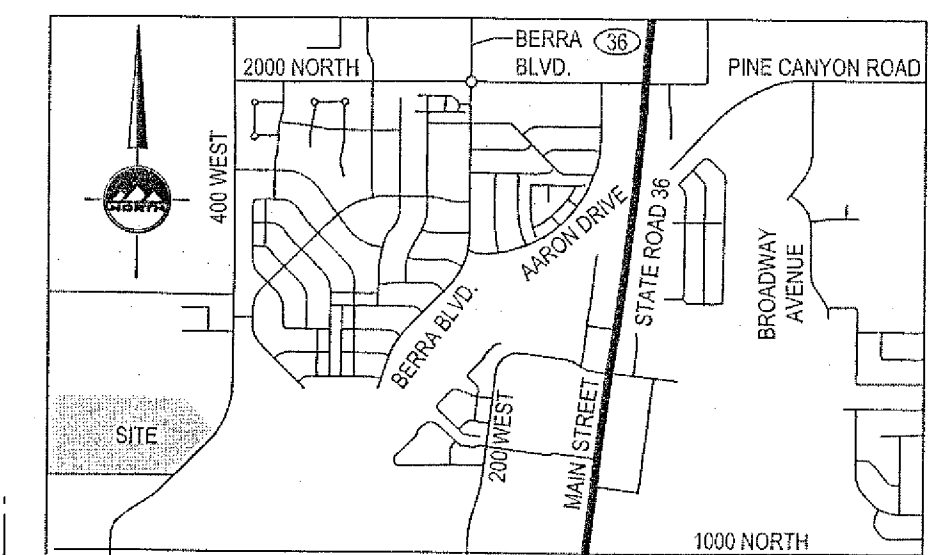 BERRA
BLVD.
36
2000 NORTH
PINE CANYON ROAD
400 WEST
NORTH
AARON DRIVE
STATE ROAD 36
BROADWAY
AVENUE
BERRA BLVD.
SITE
200 WEST
MAIN STREET
1000 NORTH